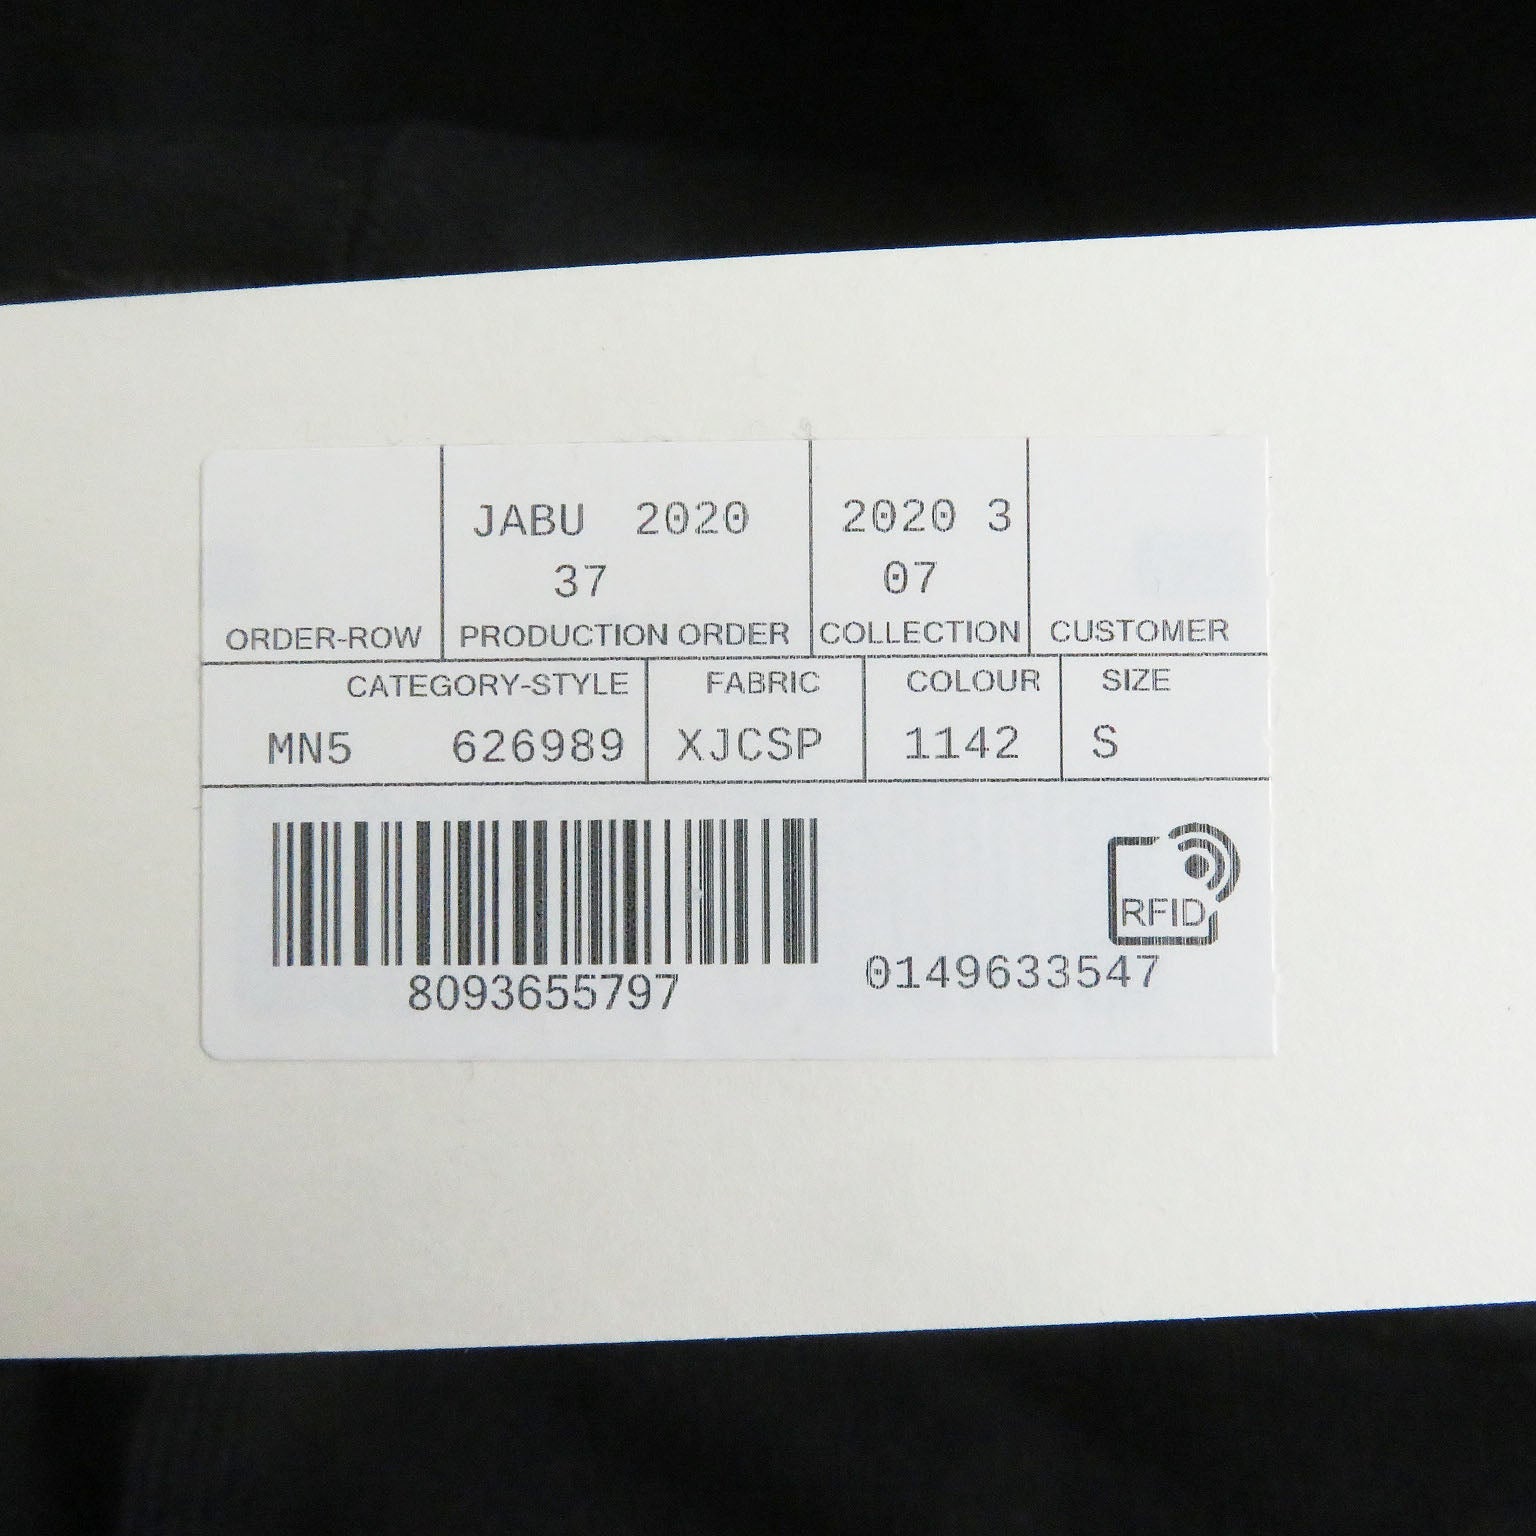 JABU 2020 2020 3
37 07
ORDER-ROW PRODUCTION ORDER COLLECTION CUSTOMER
CATEGORY-STYLE FABRIC COLOUR SIZE
MN5 626989 XJCSP 1142 S
RFID
8093655797 0149633547